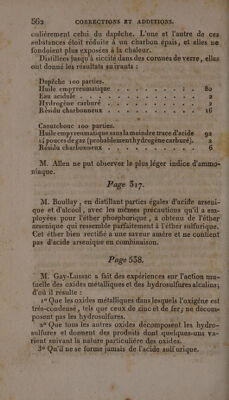 562 CORRECTIONS ET ADDITIONS.
culièrement celui du dapêche. L'une et l'autre de ces
substances étoit réduite à un charbon épais, et elles ne
fondoient plus exposées à la chaleur.
Distillées jusqu'à siccité dans des cornues de verre, elles
ont donné les résultats suivants :
Dapêche 100 parties.
Huile empyreumatique . . . . . . . . . 80
Eau acidule . . . . . . . . . . . . 2
Hydrogène carburé . . . . . . . . . . 2
Résidu charbonneux . . . . . . . . . . 16
Caoutchouc 100 parties.
Huile empyreumatique sans la moindre trace d'acide 92
pouces de gaz (probablement hydrogène carburé). 2
Résidu charbonneux . . . . . . . . . . 6
M. Allen ne put observer le plus léger indice d'ammo-
niaque.
Page 317.
M. Boullay, en distillant parties égales d'acide arseni-
que et d'alcool, avec les mêmes précautions qu'il a em-
ployées pour l'éther phosphorique, a obtenu de l'éther
arsenique qui ressemble parfaitement à l'éther sulfurique.
Cet éther bien rectifié a une saveur amère et ne contient
pas d'acide arsenique en combinaison.
Page 538.
M. Gay-Lussac a fait des expériences sur l'action mu-
tuelle des oxides métalliques et des hydrosulfures alcalins;
d'où il résulte :
1° Que les oxides métalliques dans lesquels l'oxigène est
très-condensé, tels que ceux de zinc et de fer, ne décom-
posent pas les hydrosulfures.
2° Que tous les autres oxides décomposent les hydro-
sulfures et donnent des produits dont quelques-uns va-
rient suivant la nature particulière des oxides.
3° Qu'il ne se forme jamais de l'acide sulfurique.